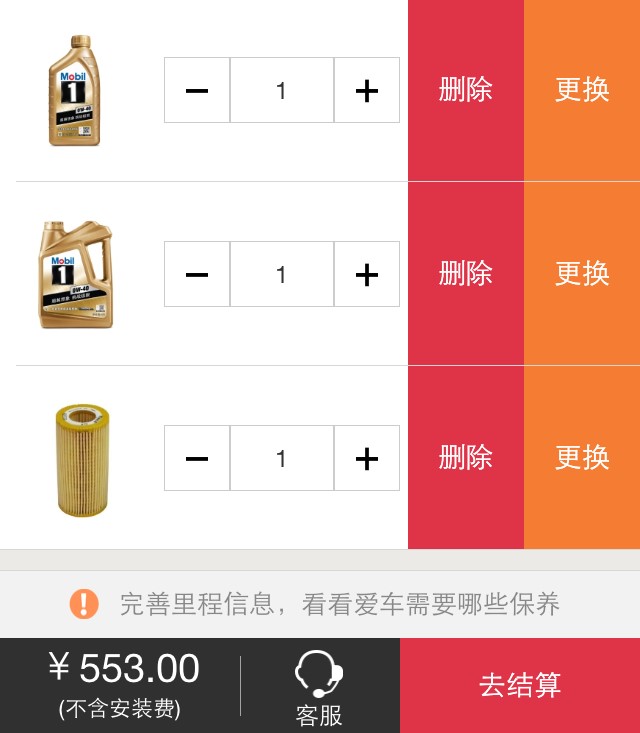 Mobil
1
0W-40
1
删除
更换
Mobil
1
0W-40
1
删除
更换
1
删除
更换
完善里程信息，看看爱车需要哪些保养
￥553.00
(不含安装费)
客服
去结算